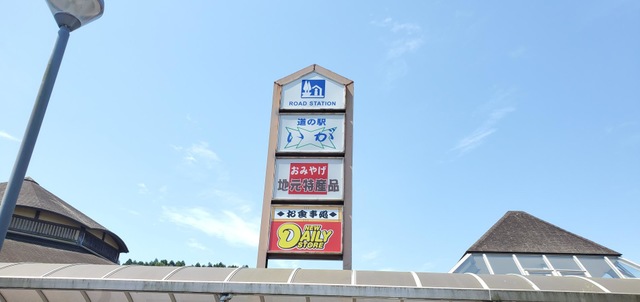 ROAD STATION
道の駅
いが
おみやげ
地元特産品
お食事処
NEW
DAILY
STORE